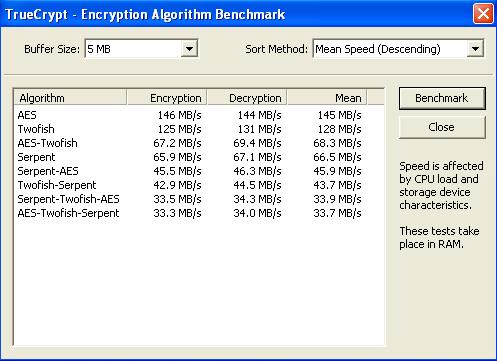 TrueCrypt - Encryption Algorithm Benchmark
Buffer Size: 5 MB Sort Method: Mean Speed (Descending)
Algorithm Encryption Decryption Mean
AES 146 MB/s 144 MB/s 145 MB/s
Twofish 125 MB/s 131 MB/s 128 MB/s
AES-Twofish 67.2 MB/s 69.4 MB/s 68.3 MB/s
Serpent 65.9 MB/s 67.1 MB/s 66.5 MB/s
Serpent-AES 45.5 MB/s 46.3 MB/s 45.9 MB/s
Twofish-Serpent 42.9 MB/s 44.5 MB/s 43.7 MB/s
Serpent-Twofish-AES 33.5 MB/s 34.3 MB/s 33.9 MB/s
AES-Twofish-Serpent 33.3 MB/s 34.0 MB/s 33.7 MB/s
Benchmark
Close
Speed is affected
by CPU load and
storage device
characteristics.
These tests take
place in RAM.